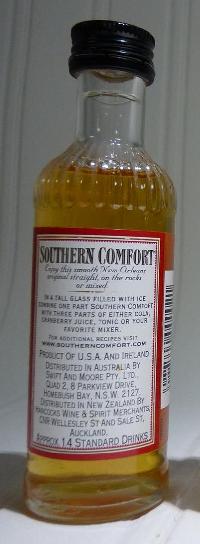 SOUTHERN COMFORT
Enjoy this smooth New Orleans
original straight, on the rocks
or mixed.
IN A TALL GLASS FILLED WITH ICE
COMBINE ONE PART SOUTHERN COMFORT
WITH THREE PARTS OF EITHER COLA,
CRANBERRY JUICE, TONIC OR YOUR
FAVORITE MIXER.
FOR ADDITIONAL RECIPES VISIT
WWW.SOUTHERNCOMFORT.COM
PRODUCT OF U.S.A. AND IRELAND
DISTRIBUTED IN AUSTRALIA BY
SWIFT AND MOORE PTY. LTD.,
QUAD 2, 8 PARKVIEW DRIVE,
HOMEBUSH BAY, N.S.W. 2127.
DISTRIBUTED IN NEW ZEALAND BY
HANCOCKS WINE & SPIRIT MERCHANTS,
CNR WELLESLEY ST AND SALE ST,
AUCKLAND.
APPROX 1.4 STANDARD DRINKS